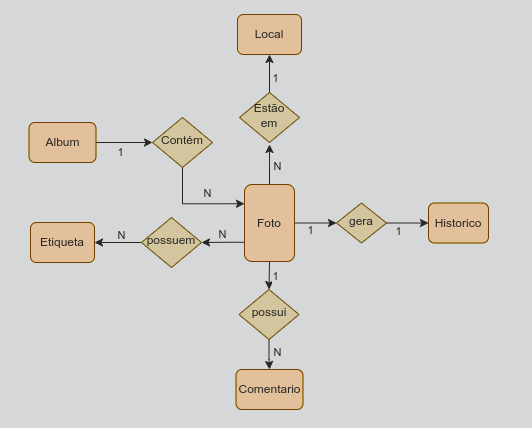 Local
1
Estão
em
N
Album
1
Contém
N
Foto
1
gera
1
Historico
Etiqueta
N
possuem
N
1
possui
N
Comentario